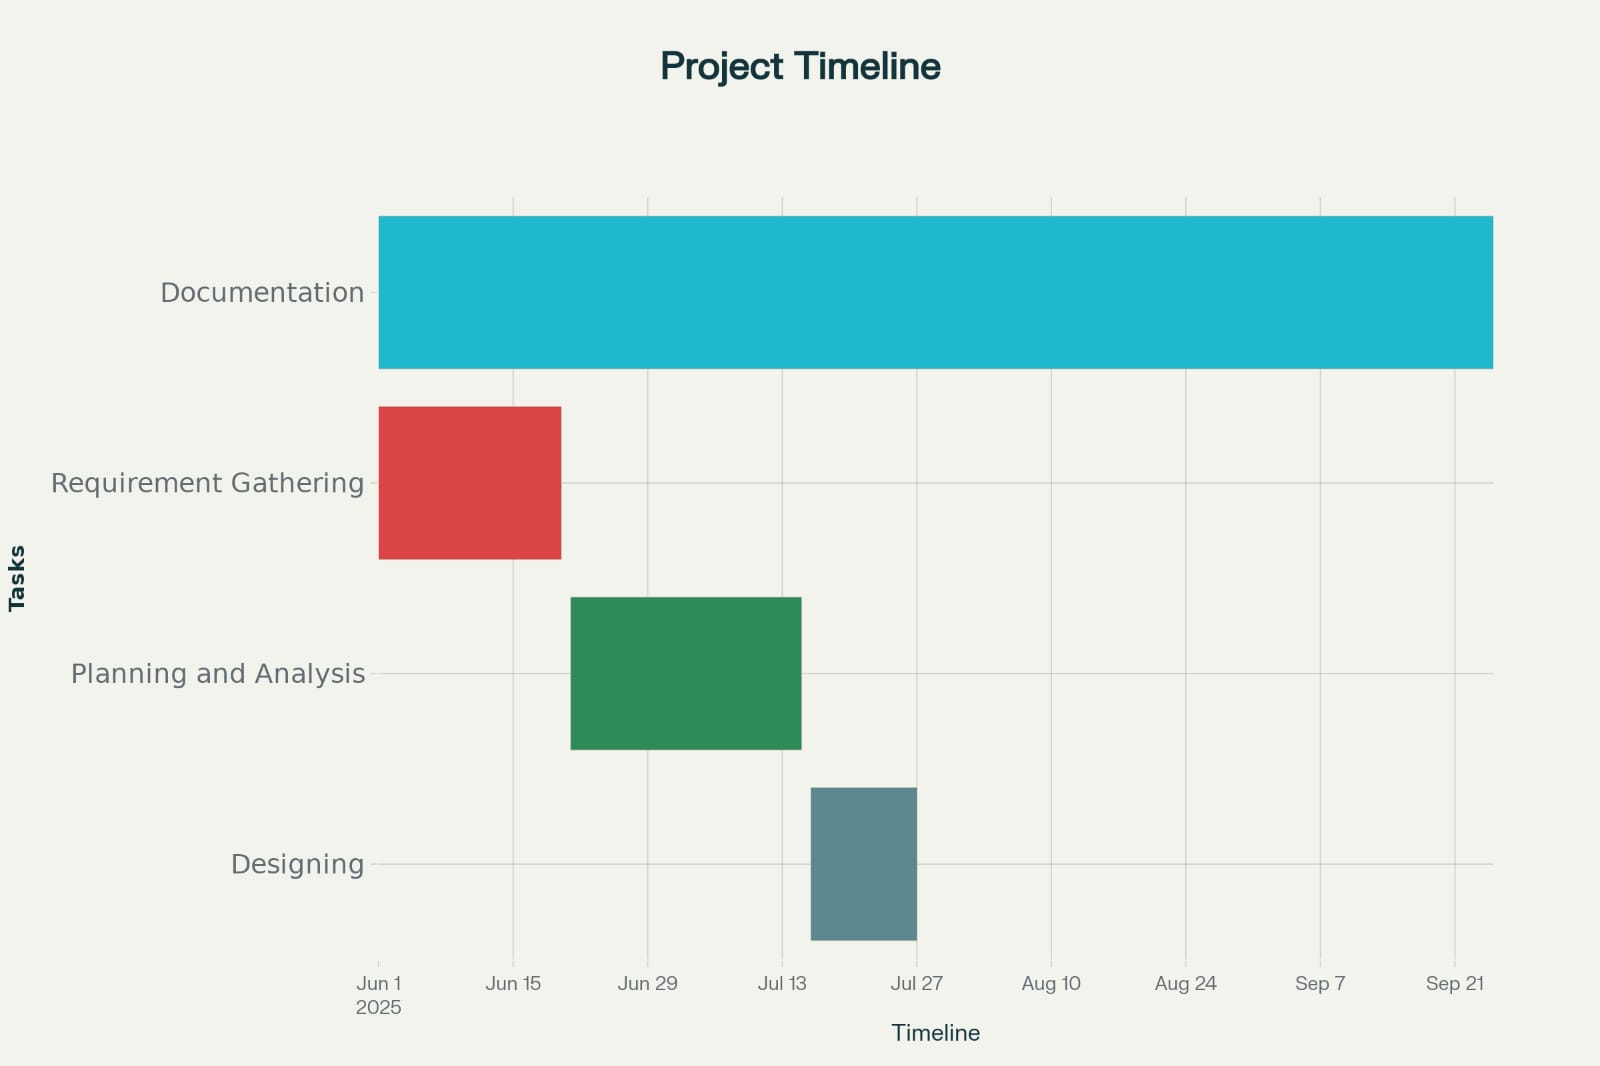 Project Timeline
Documentation
Requirement Gathering
Tasks
Planning and Analysis
Designing
Jun 1
2025
Jun 15
Jun 29
Jul 13
Jul 27
Aug 10
Aug 24
Sep 7
Sep 21
Timeline